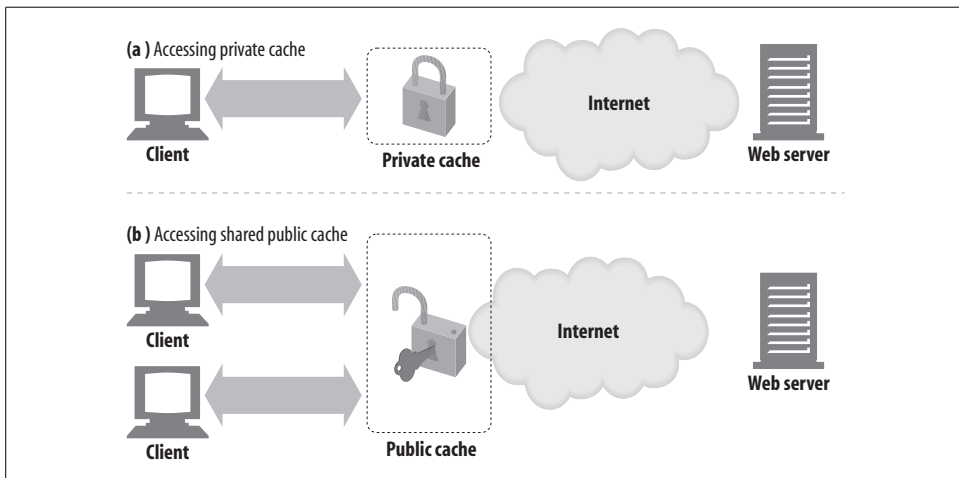 (a ) Accessing private cache
Internet
Client
Private cache
Web server
(b ) Accessing shared public cache
Client
Internet
Web server
Client
Public cache